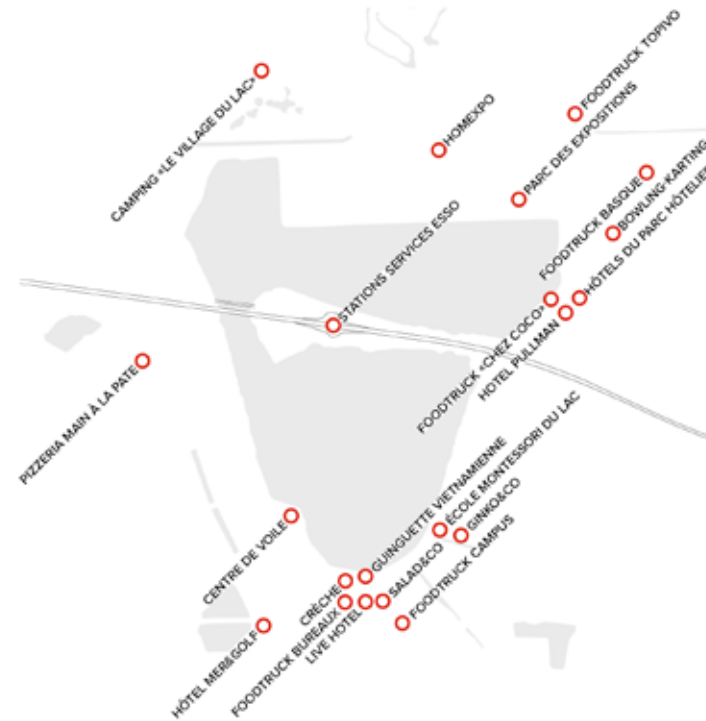 FOODTRUCK TOPIVO
CAMPING «LE VILLAGE DU LAC»
HOMEXPO
PARC DES EXPOSITIONS
FOODTRUCK BASQUE
BOWLING-KARTING
HÔTELS DU PARC HÔTELIER
STATIONS SERVICES ESSO
FOODTRUCK «CHEZ COCO»
HOTEL PULLMAN
PIZZERIA MAIN À LA PATE
GUINGUETTE VIETNAMIENNE
ÉCOLE MONTESSORI DU LAC
GINKO&CO
CENTRE DE VOILE
CRÈCHE
SALAD&CO
FOODTRUCK BUREAUX
LIVE HOTEL
FOODTRUCK CAMPUS
HÔTEL MER&GOLF